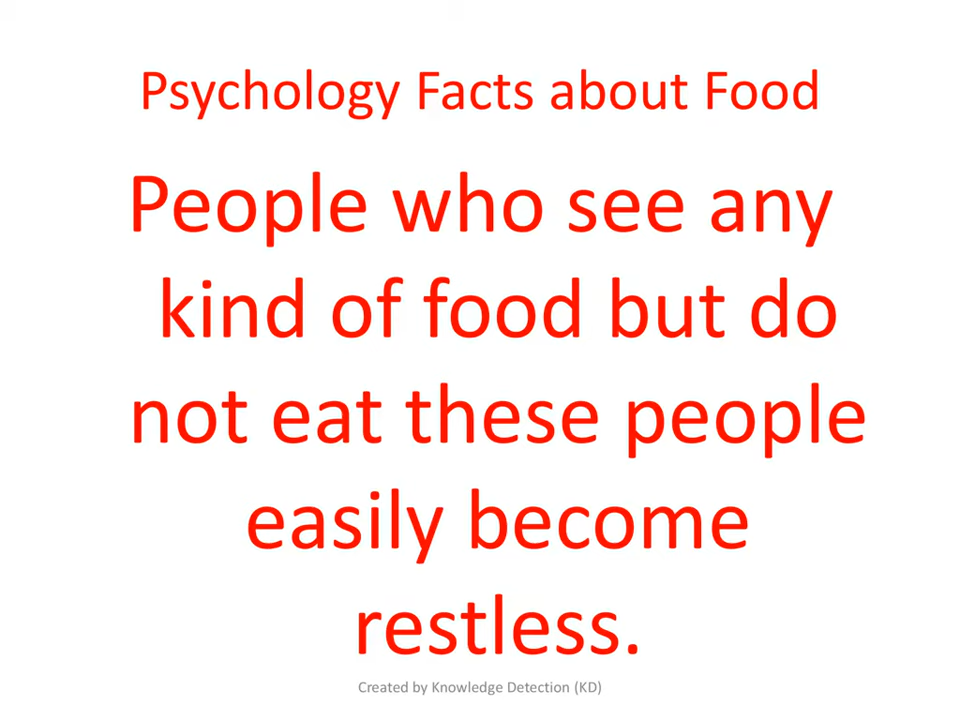 Psychology Facts about Food
People who see any
kind of food but do
not eat these people
easily become
restless.
Created by Knowledge Detection (KD)